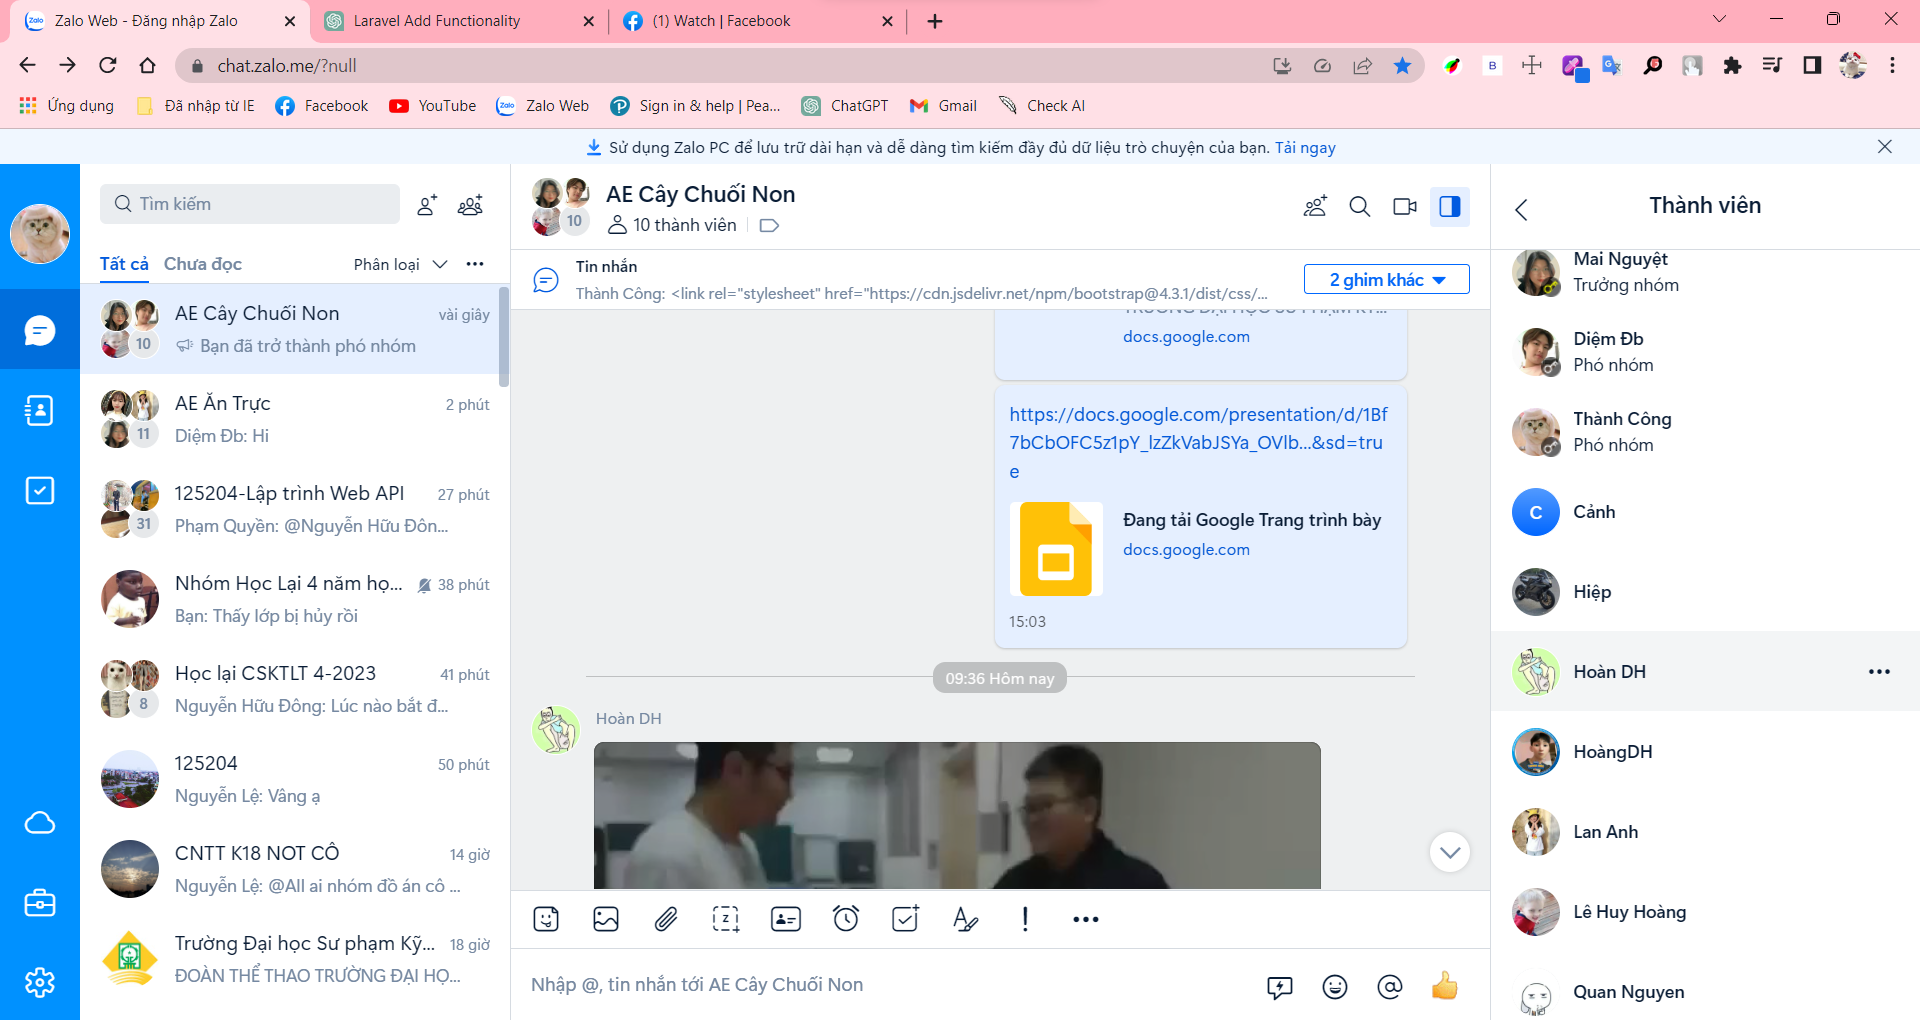 Zalo Web - Đăng nhập Zalo
Laravel Add Functionality
(1) Watch | Facebook
chat.zalo.me/?null
Ứng dụng
Đã nhập từ IE
Facebook
YouTube
Zalo Web
Sign in & help | Pea...
ChatGPT
Gmail
Check AI
Sử dụng Zalo PC để lưu trữ dài hạn và dễ dàng tìm kiếm đầy đủ dữ liệu trò chuyện của bạn. Tải ngay
Tìm kiếm
Tất cả
Chưa đọc
Phân loại
AE Cây Chuối Non
vài giây
10
Bạn đã trở thành phó nhóm
AE Ăn Trực
2 phút
11
Diệm Đb: Hi
125204-Lập trình Web API
27 phút
31
Phạm Quyền: @Nguyễn Hữu Đôn...
Nhóm Học Lại 4 năm họ...
38 phút
Bạn: Thấy lớp bị hủy rồi
Học lại CSKTLT 4-2023
41 phút
8
Nguyễn Hữu Đông: Lúc nào bắt đ...
125204
50 phút
Nguyễn Lệ: Vâng ạ
CNTT K18 NOT CÔ
14 giờ
Nguyễn Lệ: @All ai nhóm đồ án cô ...
Trường Đại học Sư phạm Kỹ...
18 giờ
ĐOÀN THỂ THAO TRƯỜNG ĐẠI HỌ...
AE Cây Chuối Non
10
10 thành viên
Tin nhắn
Thành Công: <link rel="stylesheet" href="https://cdn.jsdelivr.net/npm/bootstrap@4.3.1/dist/css/...
2 ghim khác
TRƯỜNG ĐẠI HỌC SƯ PHẠM KỸ...
docs.google.com
https://docs.google.com/presentation/d/1Bf
7bCbOFC5z1pY_lzZkVabJSYa_OVlb...&sd=tru
e
Đang tải Google Trang trình bày
docs.google.com
15:03
09:36 Hôm nay
Hoàn DH
Nhập @, tin nhắn tới AE Cây Chuối Non
Thành viên
Mai Nguyệt
Trưởng nhóm
Diệm Đb
Phó nhóm
Thành Công
Phó nhóm
C
Cảnh
Hiệp
Hoàn DH
HoàngDH
Lan Anh
Lê Huy Hoàng
Quan Nguyen